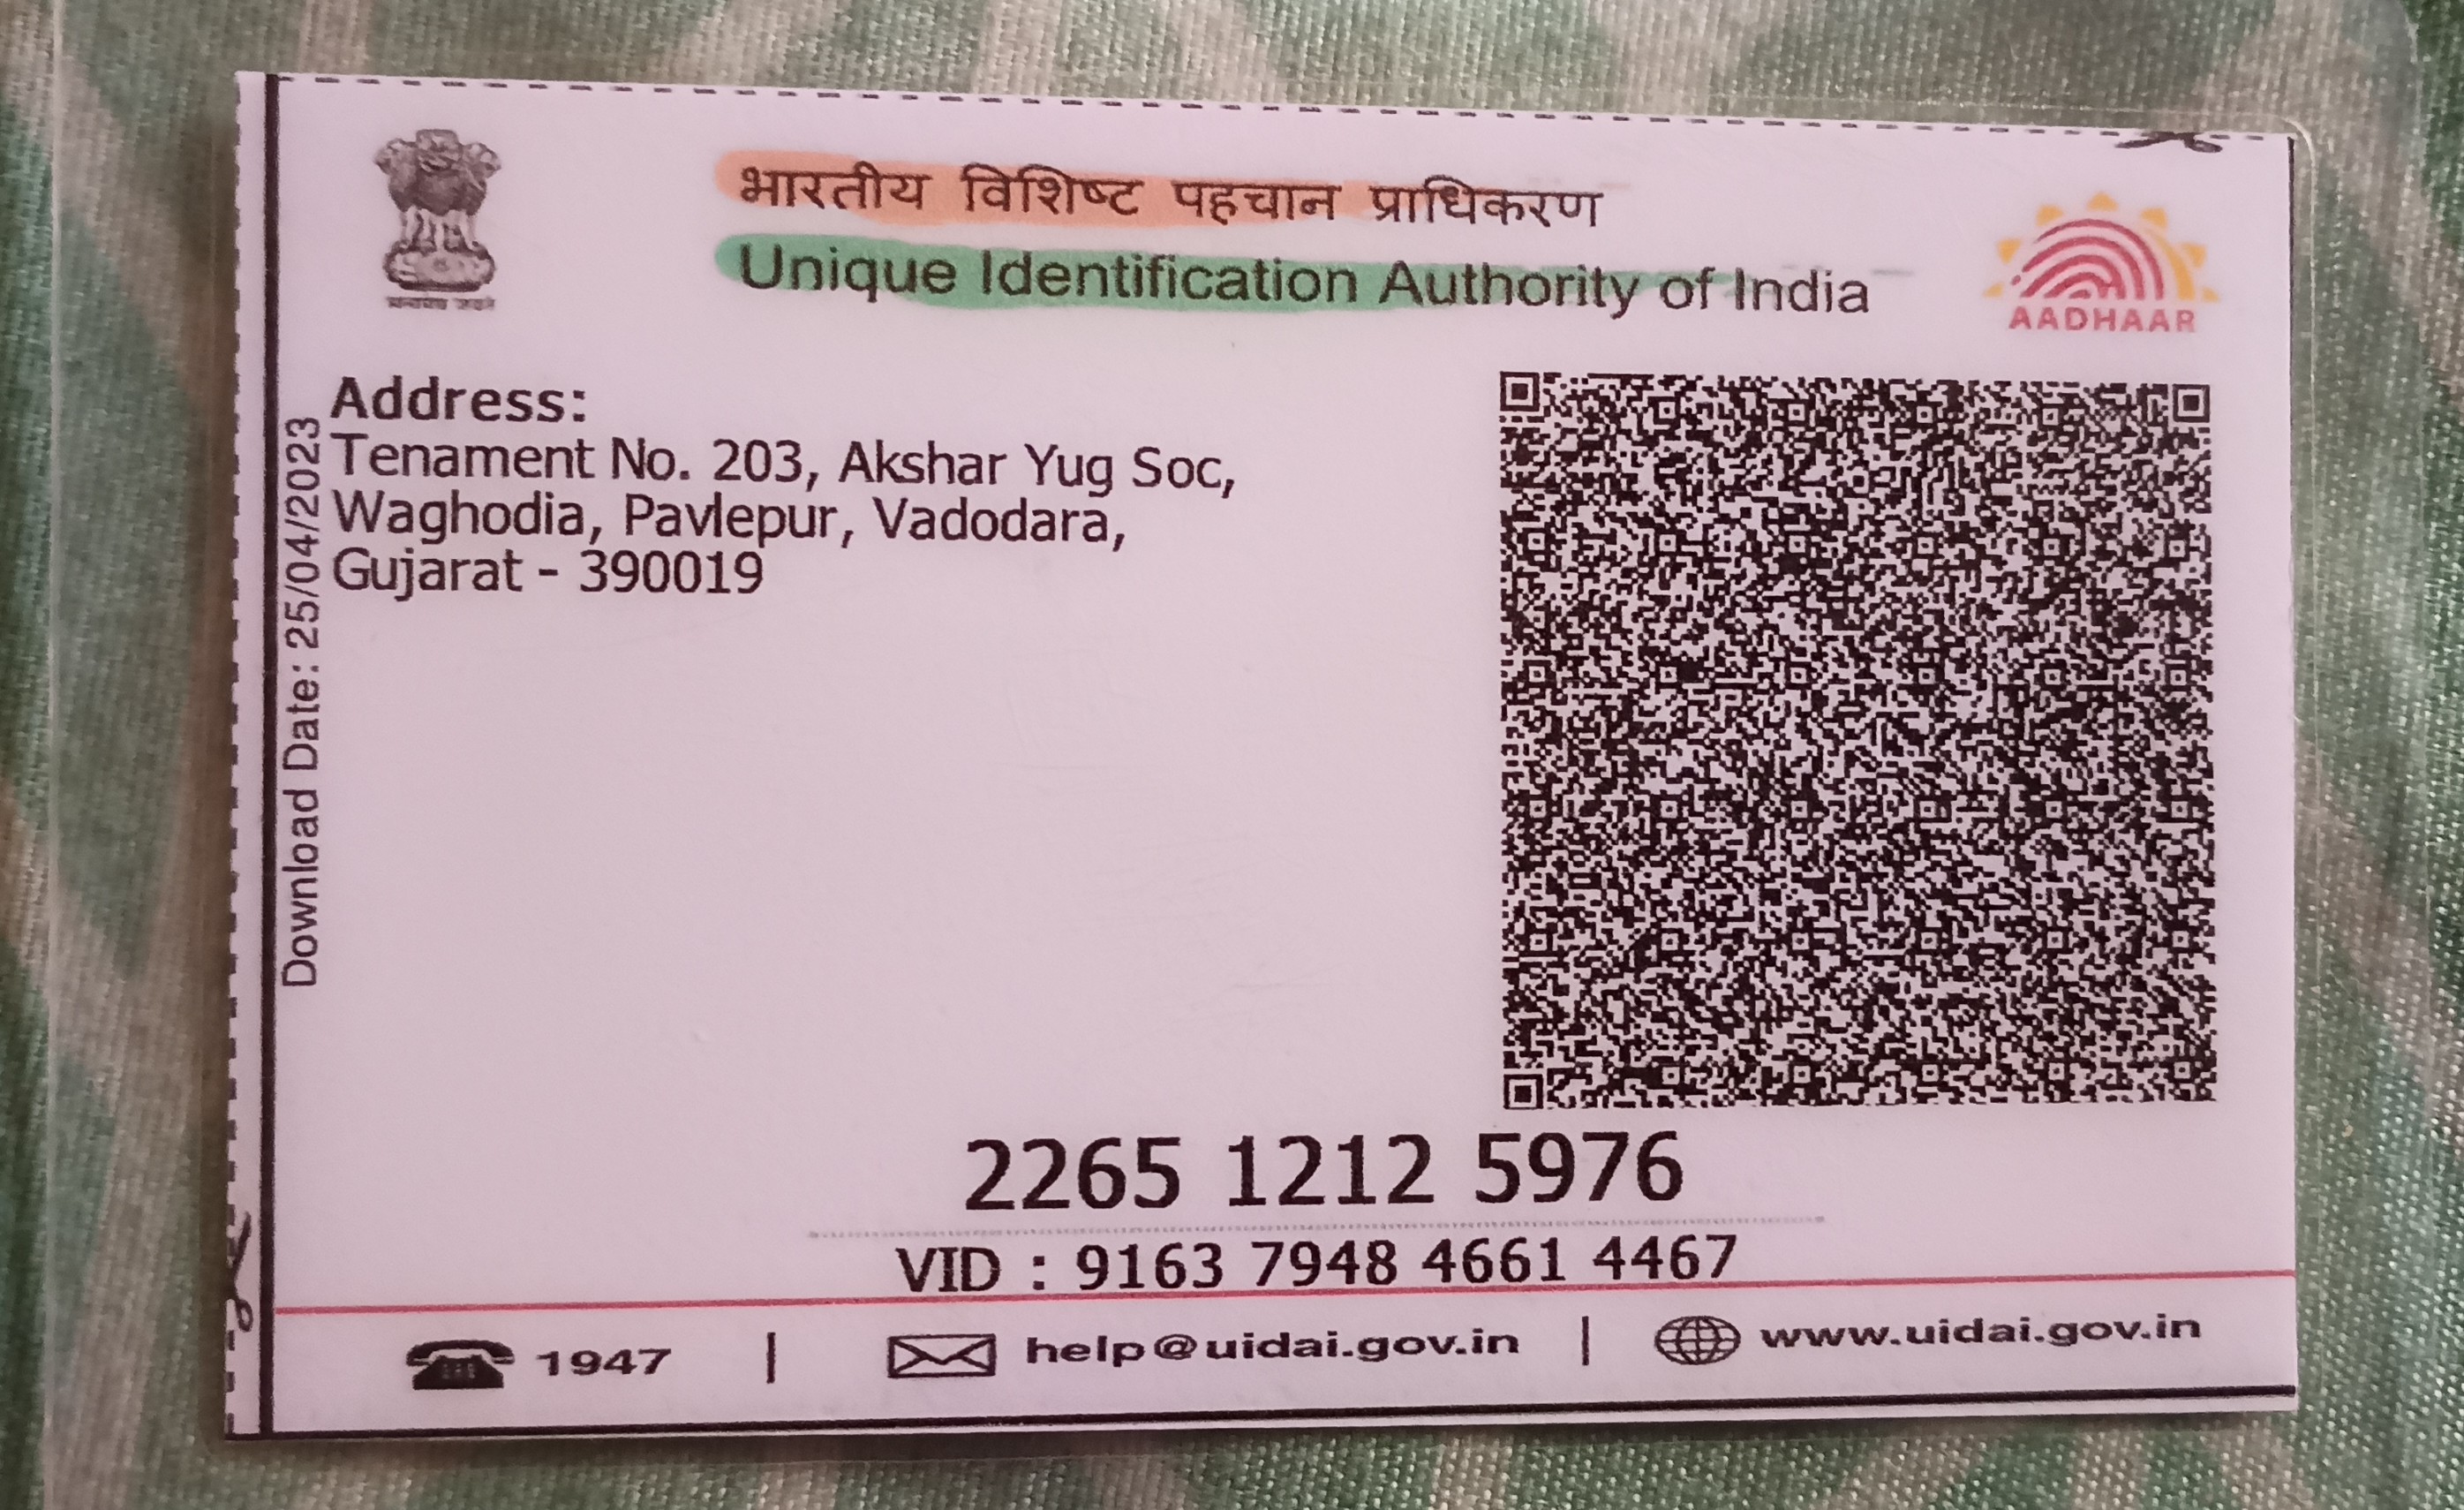 भारतीय विशिष्ट पहचान प्राधिकरण
Unique Identification Authority of India
AADHAAR
Download Date: 25/04/2023
Address:
Tenament No. 203, Akshar Yug Soc,
Waghodia, Pavlepur, Vadodara,
Gujarat - 390019
2265 1212 5976
VID : 9163 7948 4661 4467
1947 | help@uidai.gov.in | www.uidai.gov.in